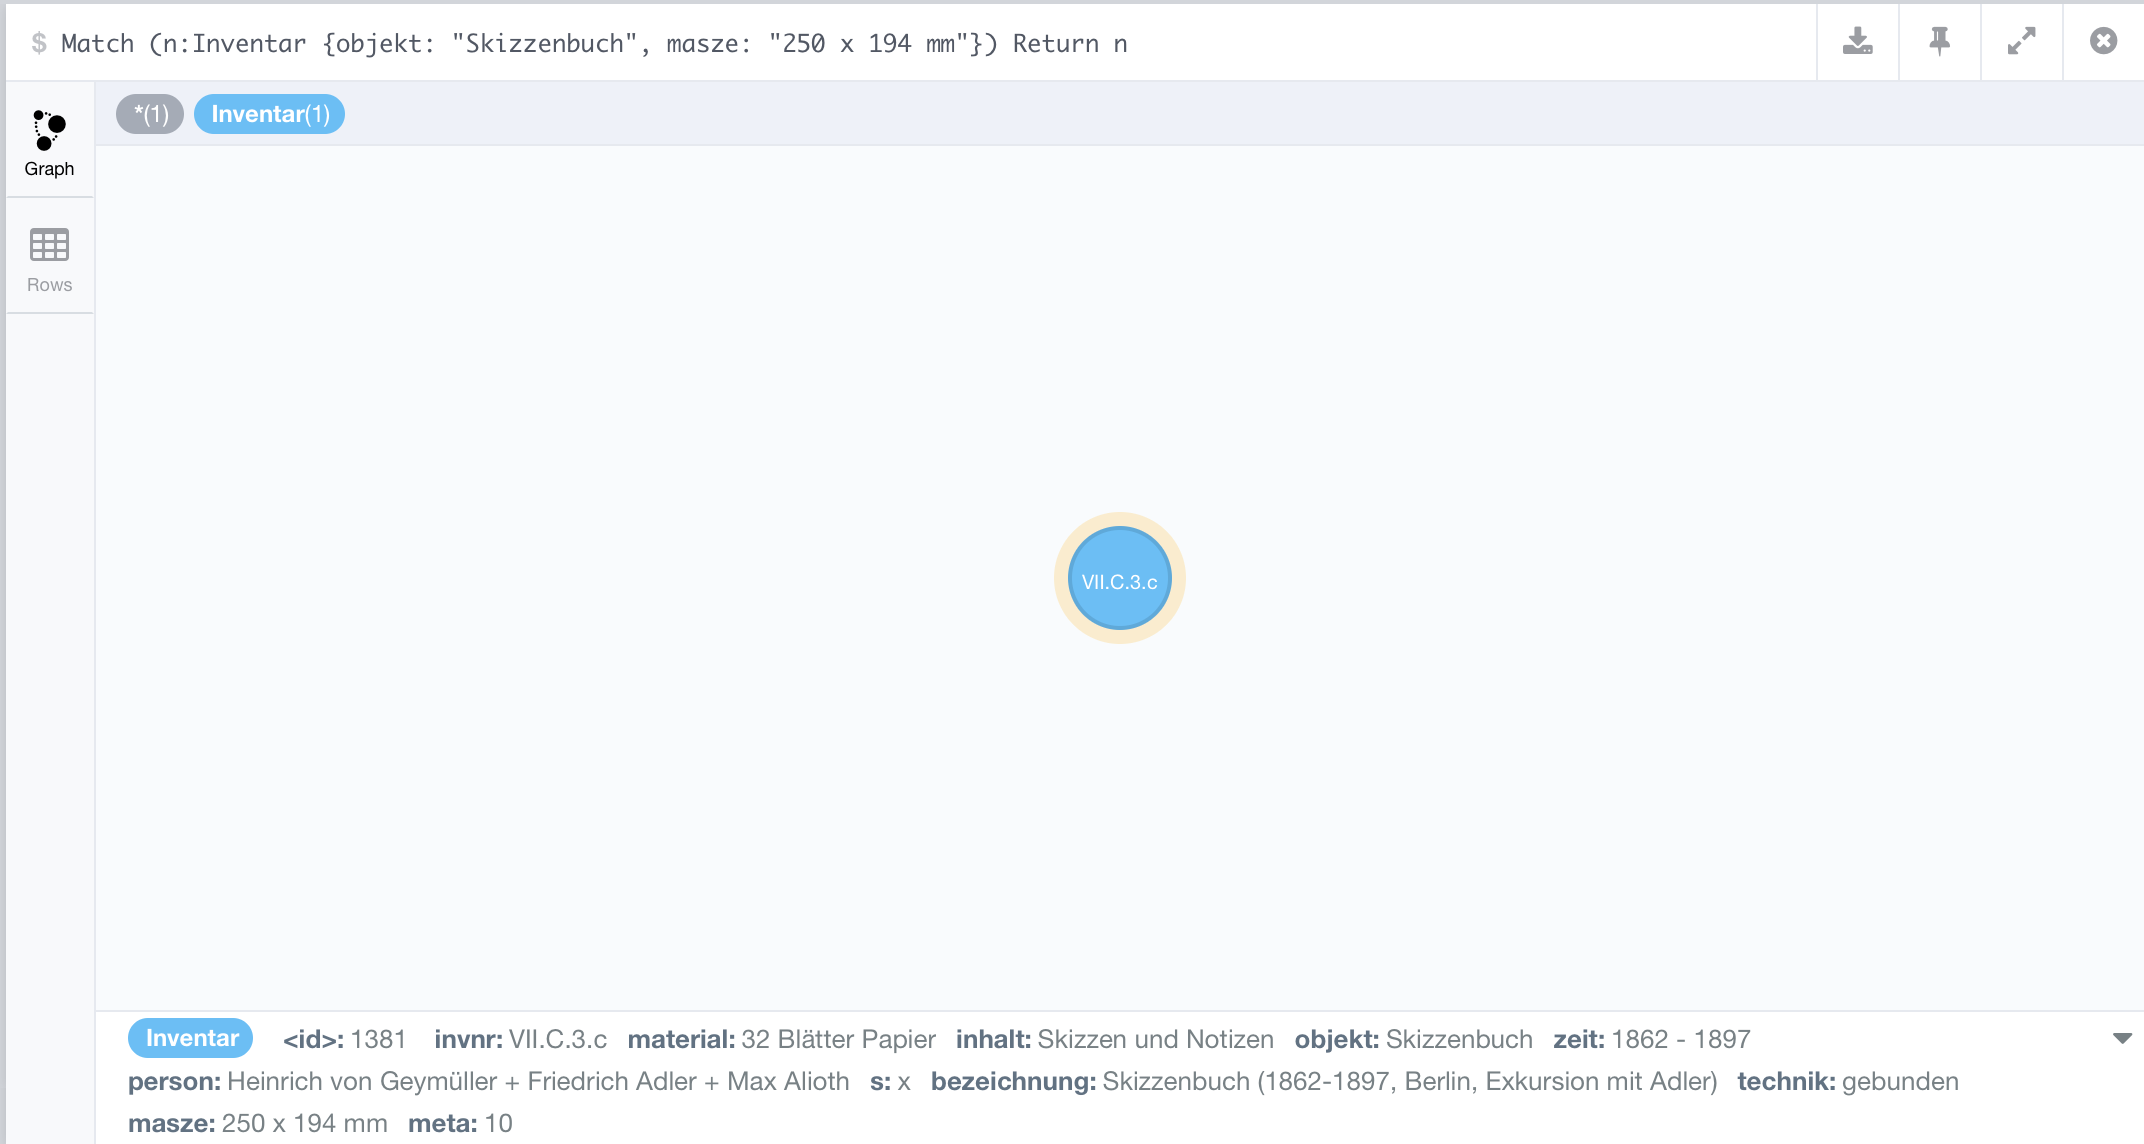 $ Match (n:Inventar {objekt: "Skizzenbuch", masze: "250 x 194 mm"}) Return n
*(1) Inventar(1)
Graph
Rows
VII.C.3.c
Inventar <id>: 1381 invnr: VII.C.3.c material: 32 Blätter Papier inhalt: Skizzen und Notizen objekt: Skizzenbuch zeit: 1862 - 1897
person: Heinrich von Geymüller + Friedrich Adler + Max Alioth s: x bezeichnung: Skizzenbuch (1862-1897, Berlin, Exkursion mit Adler) technik: gebunden
masze: 250 x 194 mm meta: 10